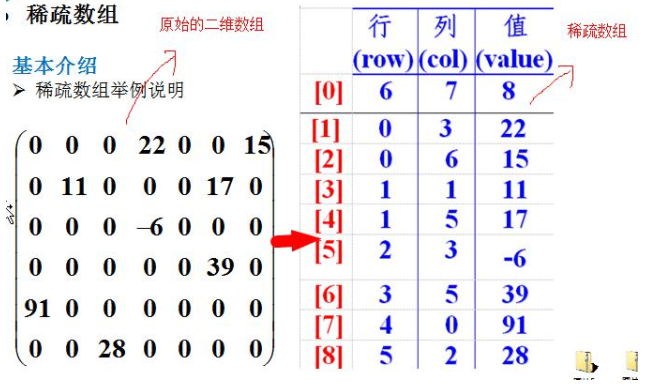 稀疏数组
原始的二维数组
基本介绍
➢ 稀疏数组举例说明
0 0 0 22 0 0 15
0 11 0 0 0 17 0
0 0 0 –6 0 0 0
0 0 0 0 0 39 0
91 0 0 0 0 0 0
0 0 28 0 0 0 0
行 列 值
(row) (col) (value)
稀疏数组
[0] 6 7 8
[1] 0 3 22
[2] 0 6 15
[3] 1 1 11
[4] 1 5 17
[5] 2 3 -6
[6] 3 5 39
[7] 4 0 91
[8] 5 2 28